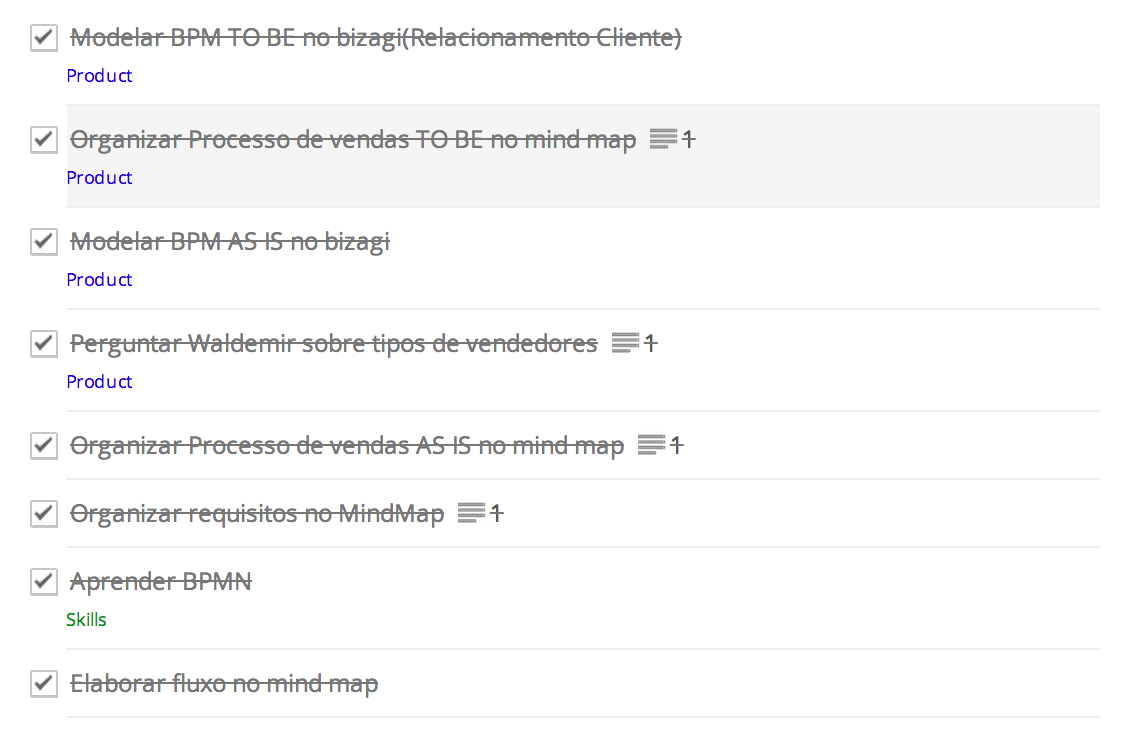 Modelar BPM TO BE no bizagi(Relacionamento Cliente)
Product
Organizar Processo de vendas TO BE no mind map 1
Product
Modelar BPM AS IS no bizagi
Product
Perguntar Waldemir sobre tipos de vendedores 1
Product
Organizar Processo de vendas AS IS no mind map 1
Organizar requisitos no MindMap 1
Aprender BPMN
Skills
Elaborar fluxo no mind map